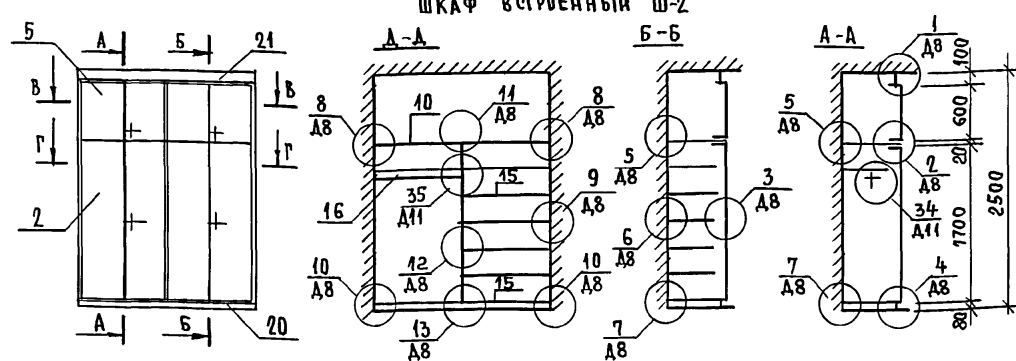 ШКАФ ВСТРОЕННЫЙ Ш-2
5
А
Б
21
В
В
Г
Г
2
А
Б
20
Д-Д
8
Д8
10
11
Д8
8
Д8
16
35
Д11
15
9
Д8
12
Д8
10
Д8
15
10
Д8
13
Д8
Б-Б
5
Д8
3
Д8
6
Д8
7
Д8
А-А
1
Д8
100
5
Д8
600
20
2
Д8
34
Д11
1700
2500
7
Д8
4
Д8
80